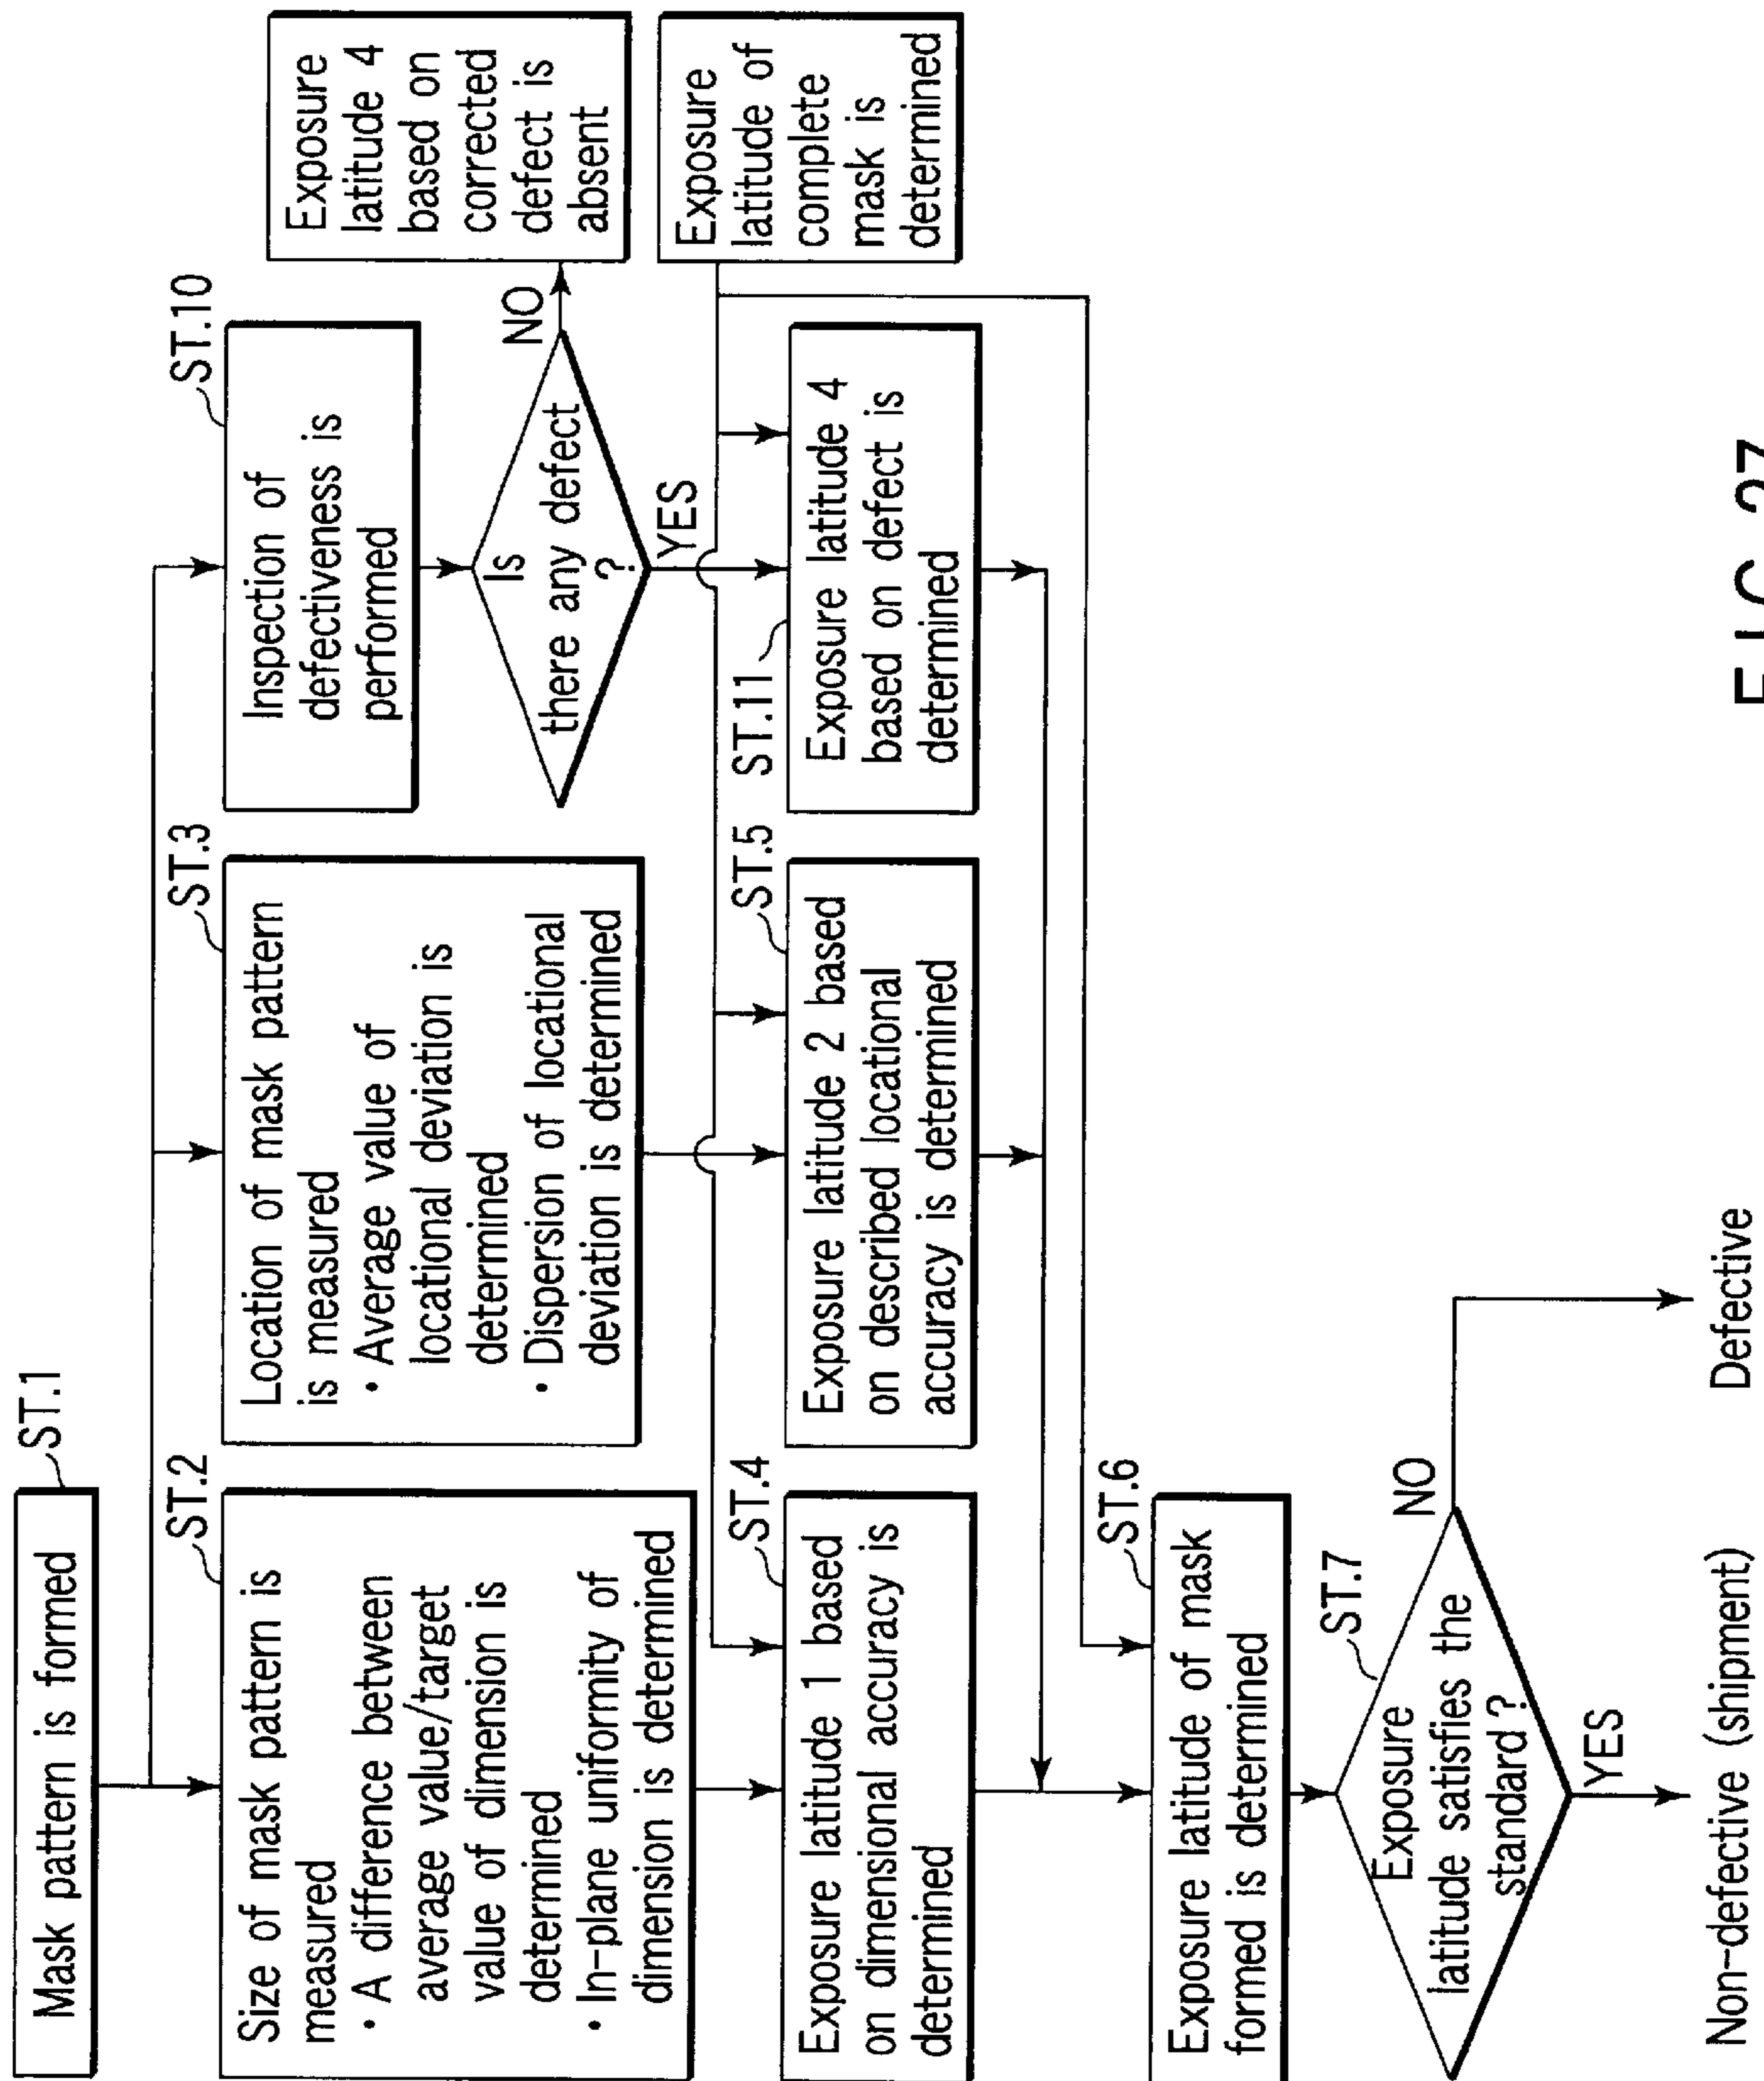 Mask pattern is formed
ST.1
ST.2
Size of mask pattern is
measured
• A difference between
average value/target
value of dimension is
determined
• In-plane uniformity of
dimension is determined
ST.3
Location of mask pattern
is measured
• Average value of
locational deviation is
determined
• Dispersion of locational
deviation is determined
ST.10
Inspection of
defectiveness is
performed
Is
there any defect
?
NO
YES
Exposure
latitude 4
based on
corrected
defect is
absent
Exposure
latitude of
complete
mask is
determined
ST.4
Exposure latitude 1 based
on dimensional accuracy is
determined
ST.5
Exposure latitude 2 based
on described locational
accuracy is determined
ST.11
Exposure latitude 4
based on defect is
determined
ST.6
Exposure latitude of mask
formed is determined
ST.7
Exposure
latitude satisfies the
standard ?
NO
YES
Non-defective (shipment)
Defective
FIG. 27